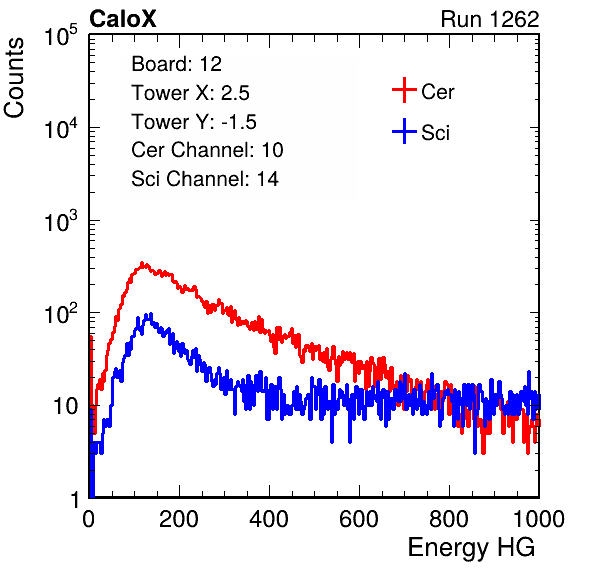 CaloX Run 1262
Counts
10^5
10^4
10^3
10^2
10
1
Board: 12
Tower X: 2.5
Tower Y: -1.5
Cer Channel: 10
Sci Channel: 14
Cer
Sci
0 200 400 600 800 1000
Energy HG